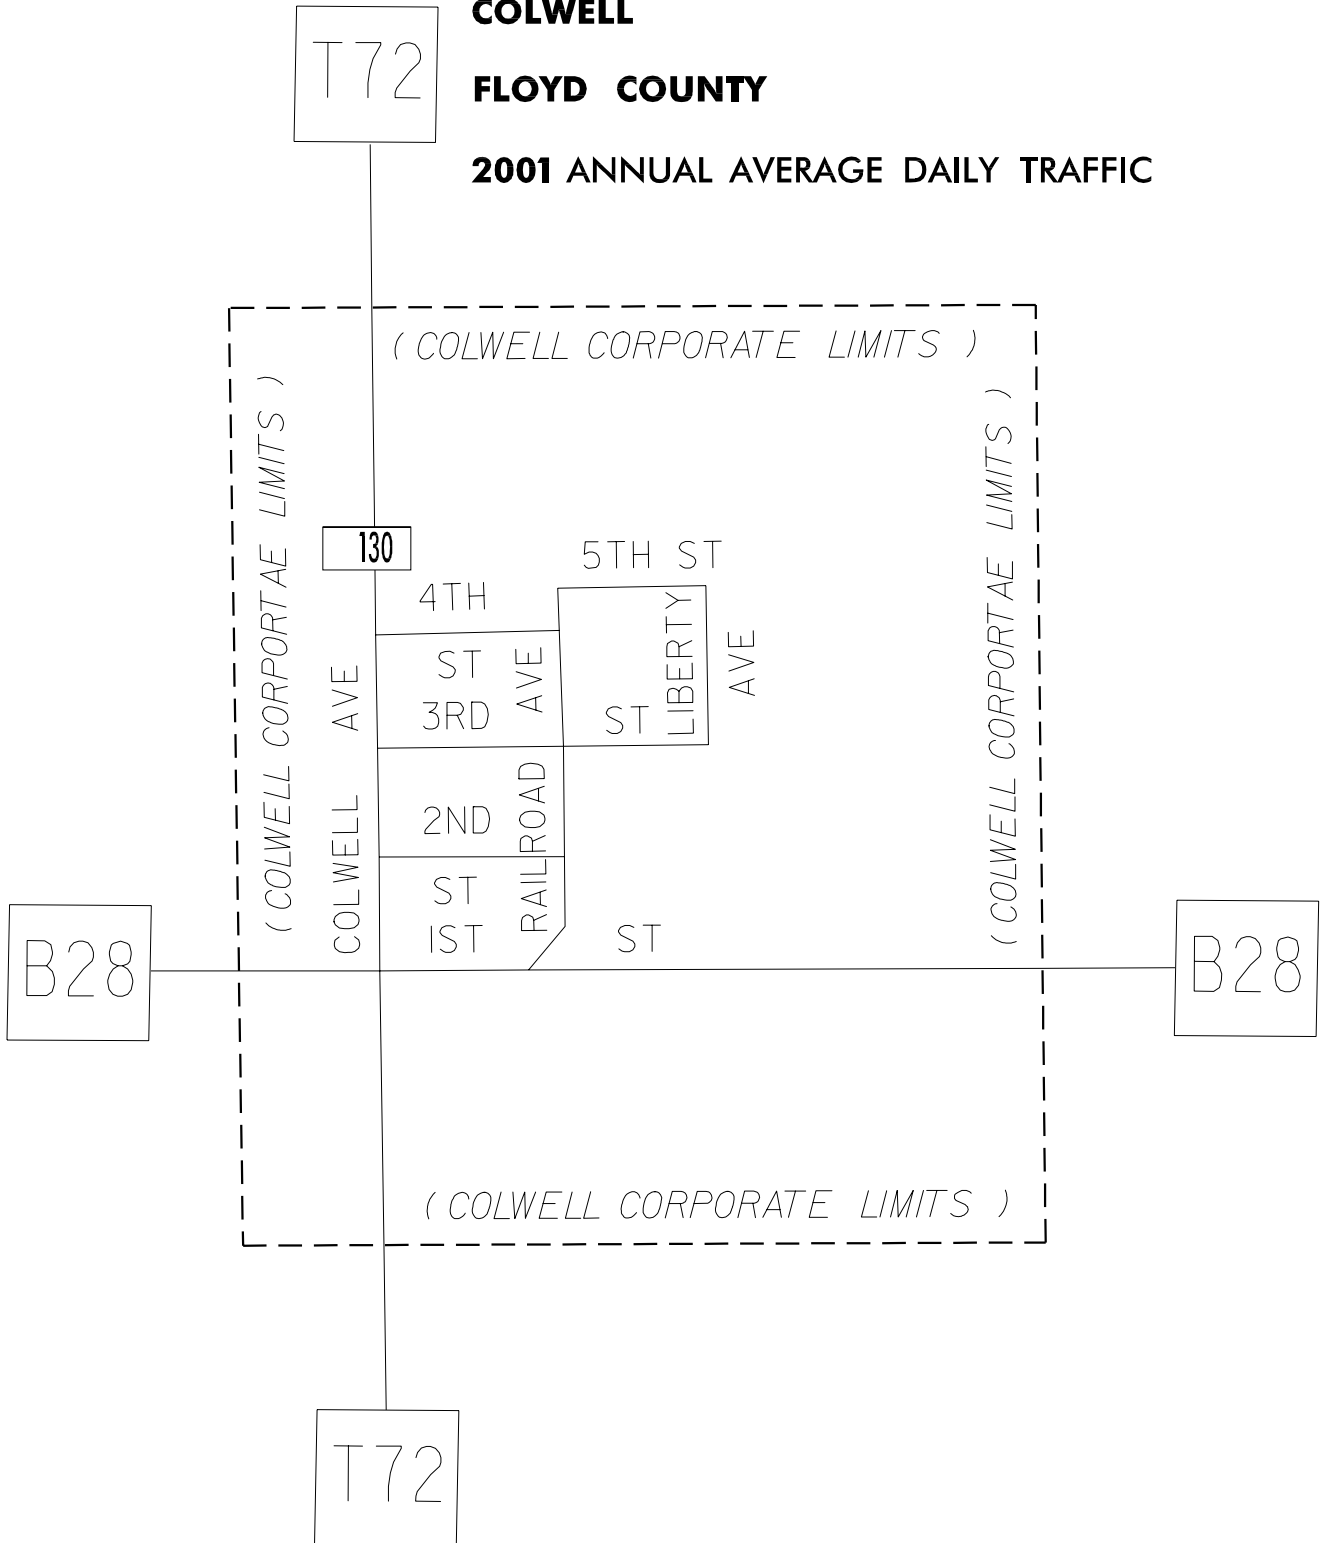 COLWELL
T72
FLOYD COUNTY
2001 ANNUAL AVERAGE DAILY TRAFFIC
( COLWELL CORPORATE LIMITS )
( COLWELL CORPORTAE LIMITS )
( COLWELL CORPORTAE LIMITS )
130
5TH ST
4TH
ST
COLWELL AVE
RAILROAD AVE
LIBERTY
AVE
3RD
ST
2ND
ST
1ST
ST
B28
B28
( COLWELL CORPORATE LIMITS )
T72